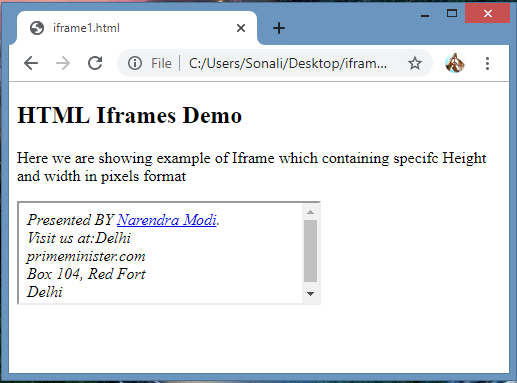 iframe1.html
File
C:/Users/Sonali/Desktop/ifram...
HTML Iframes Demo
Here we are showing example of Iframe which containing specifc Height
and width in pixels format
Presented BY Narendra Modi.
Visit us at:Delhi
primeminister.com
Box 104, Red Fort
Delhi